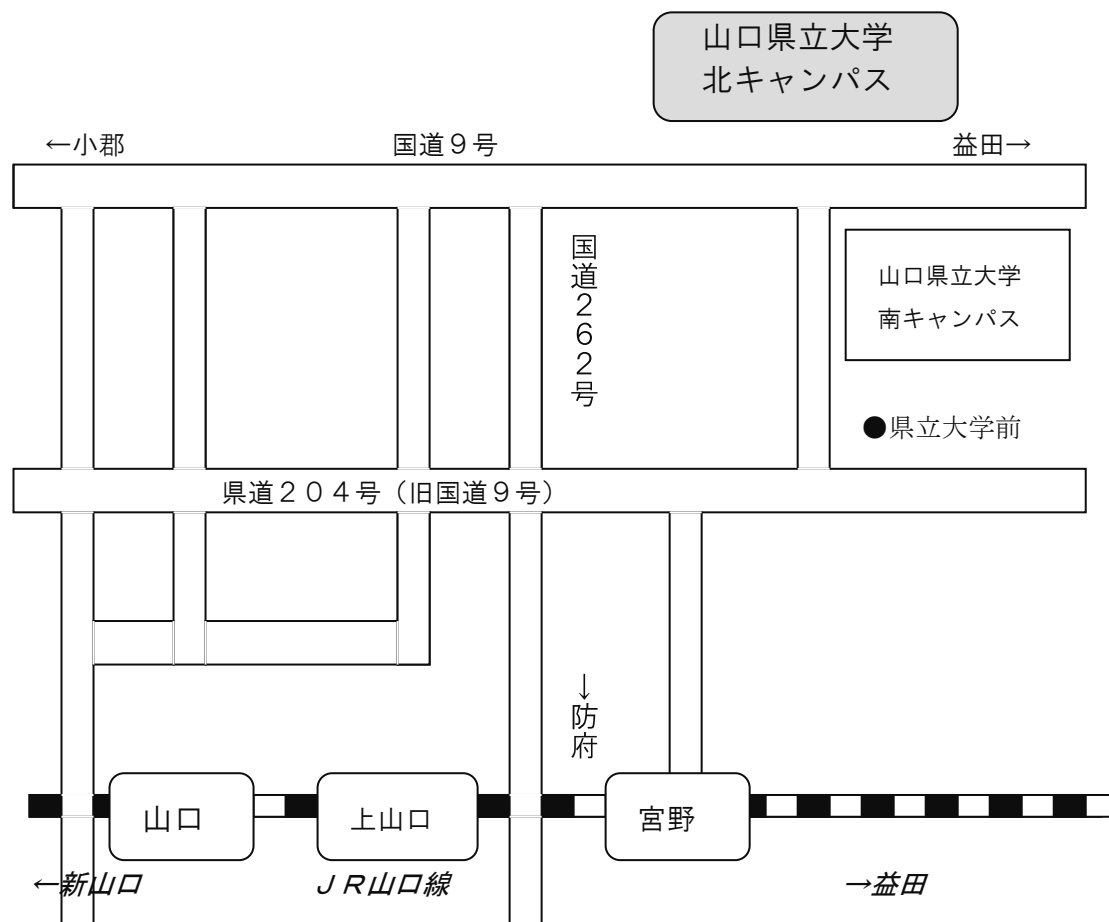 山口県立大学
北キャンパス
←小郡
国道９号
益田→
国道２６２号
山口県立大学
南キャンパス
●県立大学前
県道２０４号（旧国道９号）
→防府
山口
上山口
宮野
←新山口
ＪＲ山口線
→益田